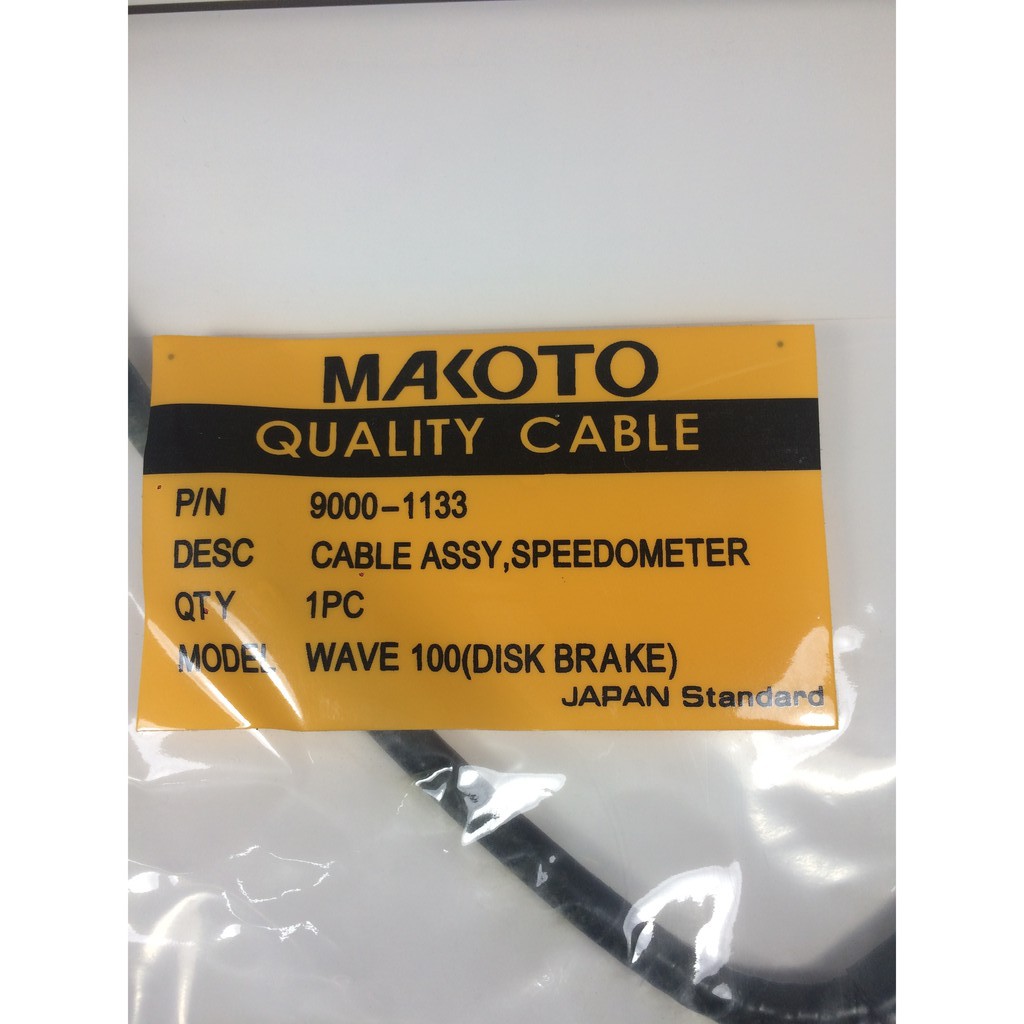 MAKOTO
QUALITY CABLE
P/N 9000-1133
DESC CABLE ASSY,SPEEDOMETER
QTY 1PC
MODEL WAVE 100(DISK BRAKE)
JAPAN Standard